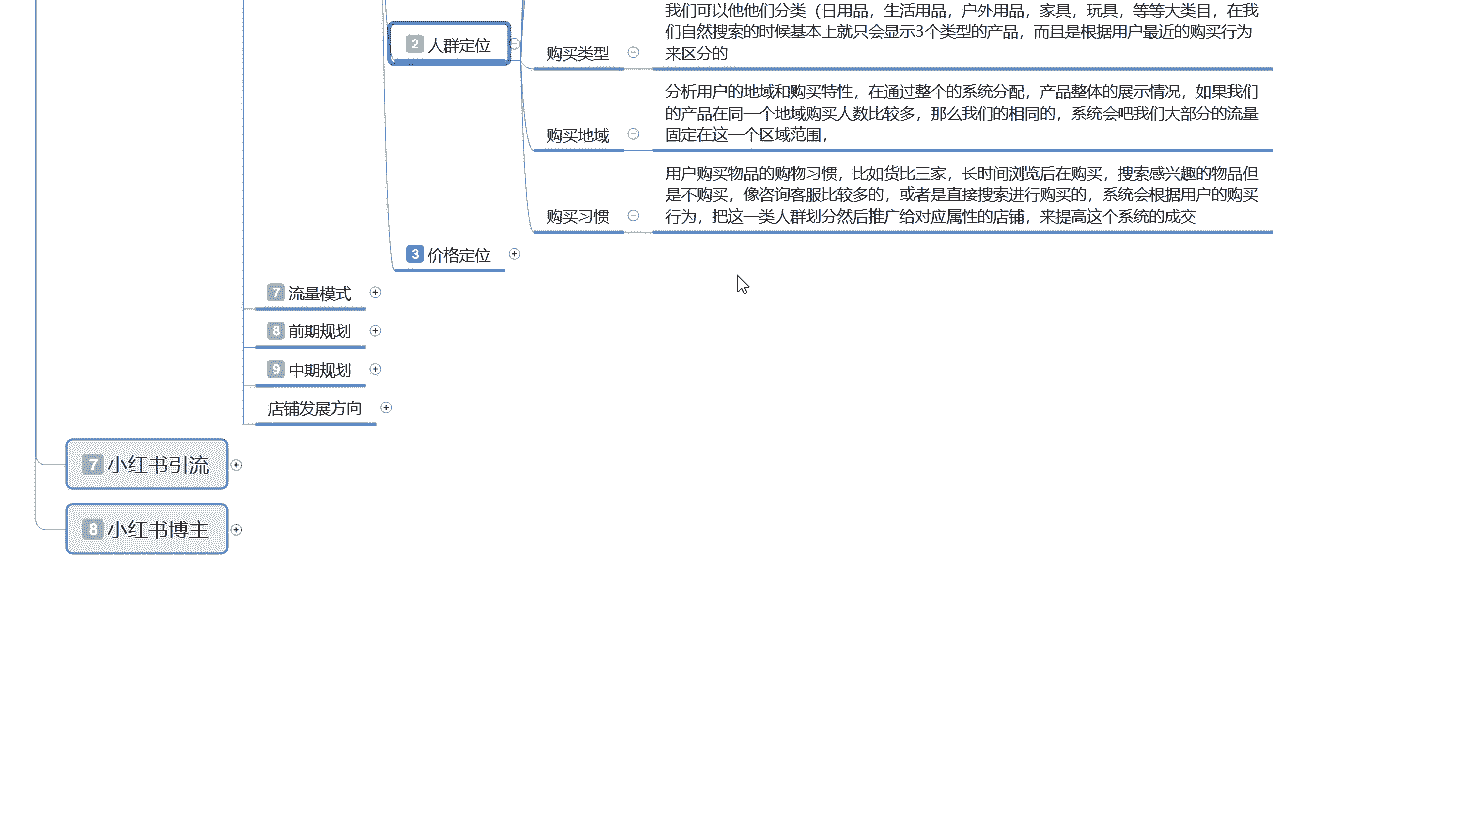 我们可以他他们分类（日用品，生活用品，户外用品，家具，玩具，等等大类目，在我
们自然搜索的时候基本上就只会显示3个类型的产品，而且是根据用户最近的购买行为
来区分的
2 人群定位
购买类型
分析用户的地域和购买特性，在通过整个的系统分配，产品整体的展示情况，如果我们
的产品在同一个地域购买人数比较多，那么我们的相同的，系统会吧我们大部分的流量
固定在这一个区域范围，
购买地域
用户购买物品的购物习惯，比如货比三家，长时间浏览后在购买，搜索感兴趣的物品但
是不购买，像咨询客服比较多的，或者是直接搜索进行购买的，系统会根据用户的购买
行为，把这一类人群划分然后推广给对应属性的店铺，来提高这个系统的成交
购买习惯
3 价格定位
7 流量模式
8 前期规划
9 中期规划
店铺发展方向
7 小红书引流
8 小红书博主